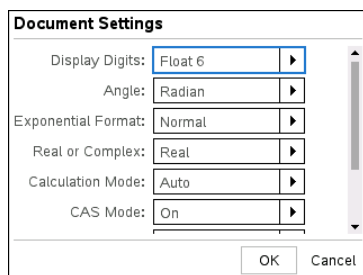 Document Settings
Display Digits: Float 6
Angle: Radian
Exponential Format: Normal
Real or Complex: Real
Calculation Mode: Auto
CAS Mode: On
OK Cancel